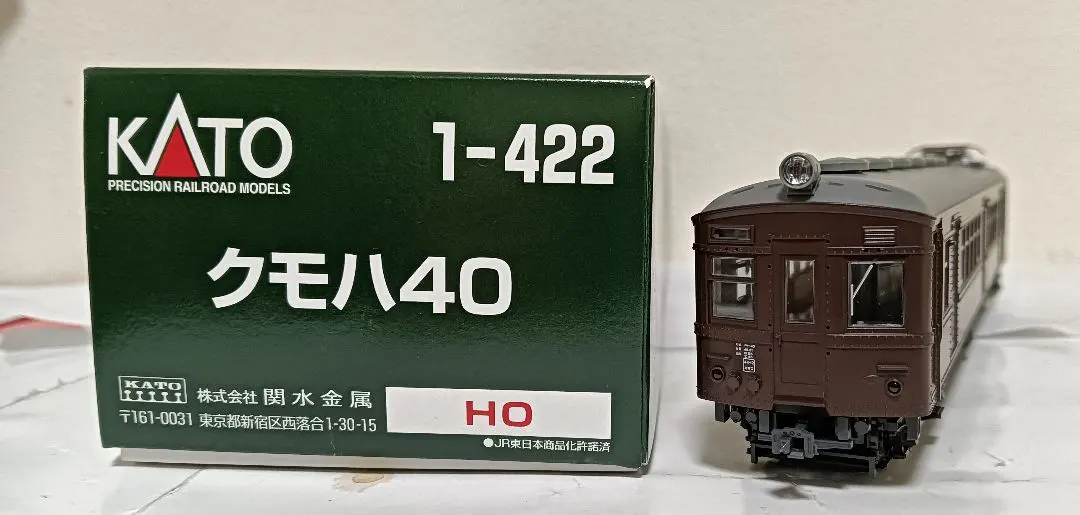 KATO
PRECISION RAILROAD MODELS
1-422
クモハ40
KATO
株式会社 関水金属
〒161-0031 東京都新宿区西落合1-30-15
HO
●JR東日本商品化許諾済